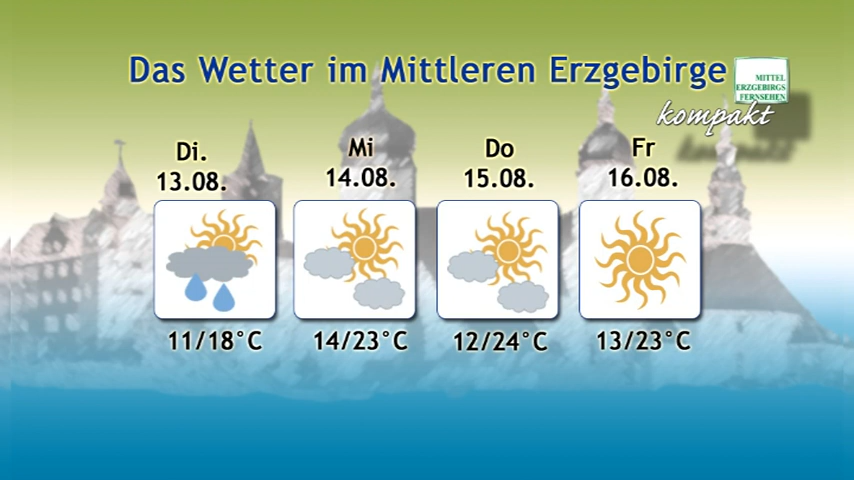 Das Wetter im Mittleren Erzgebirge
MITTEL
ERZGEBIRGS
FERNSEHEN
kompakt
Di.
13.08.
Mi
14.08.
Do
15.08.
Fr
16.08.
11/18°C
14/23°C
12/24°C
13/23°C